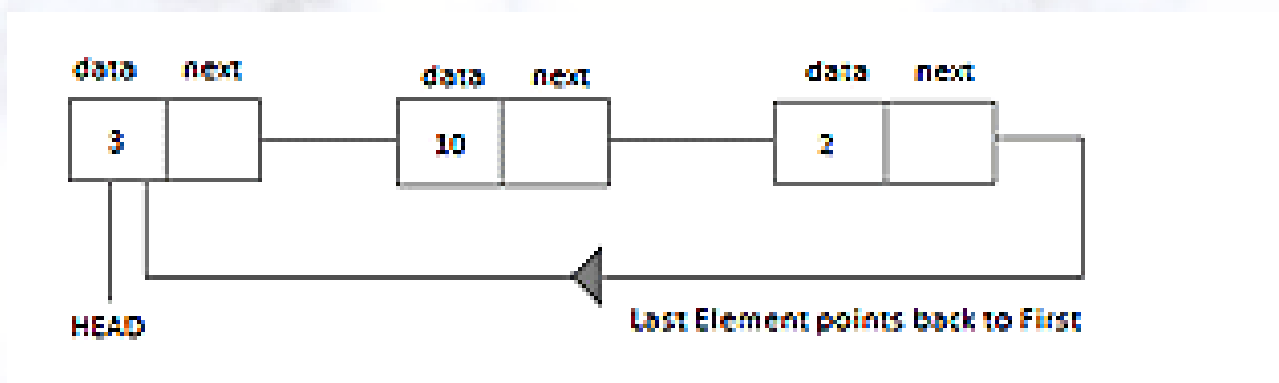 data next
data next
data next
3
10
2
HEAD
Last Element points back to First